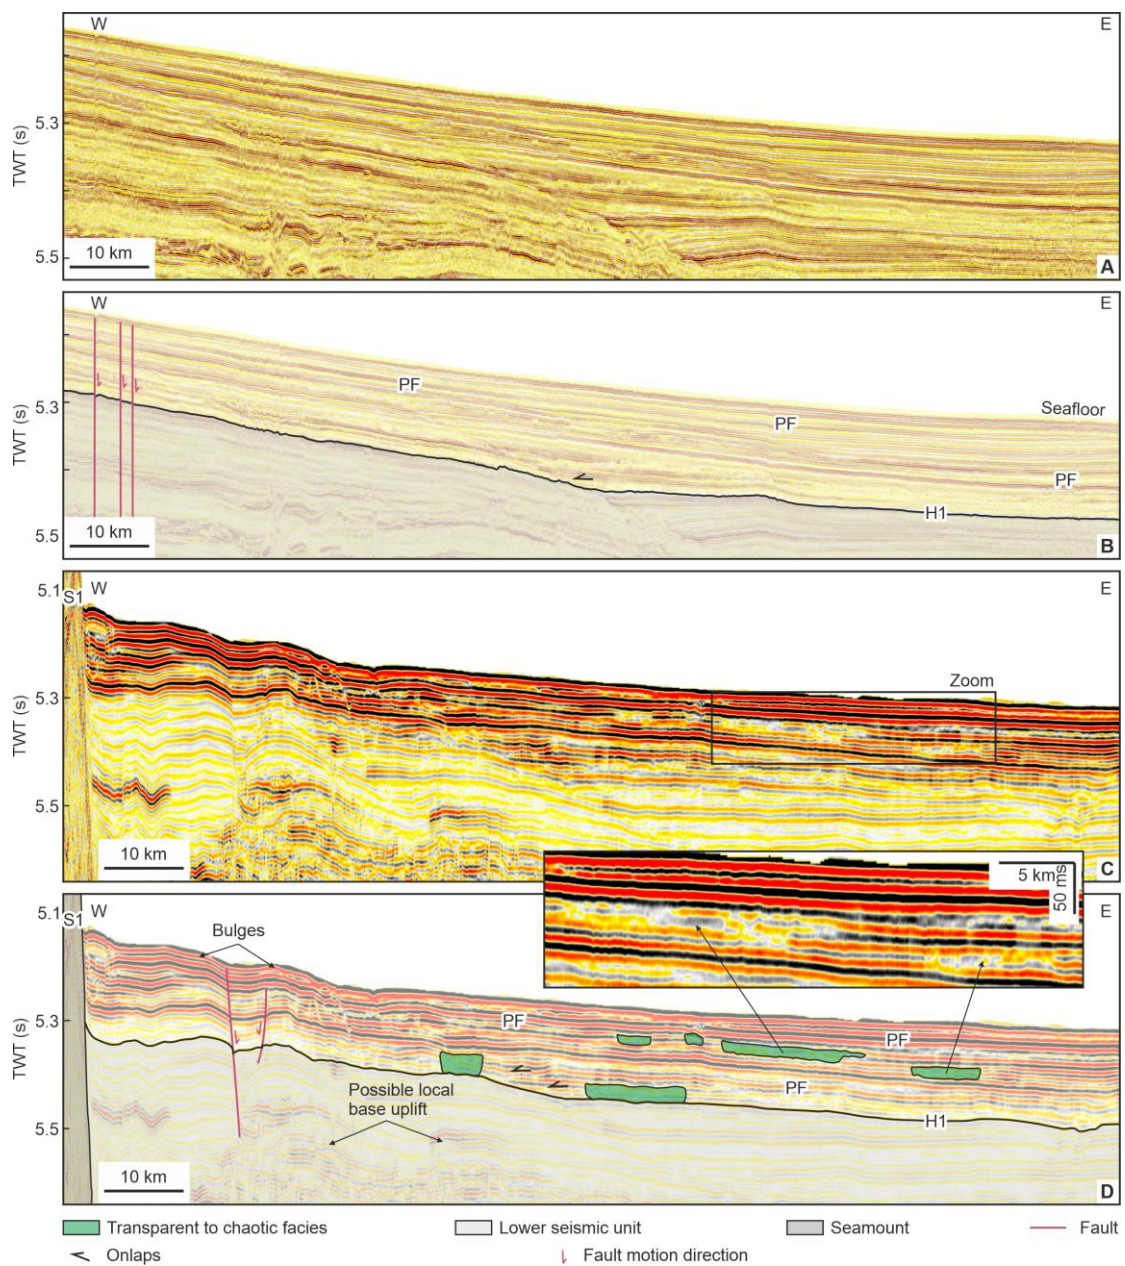 W
E
5.3
TWT (s)
5.5
10 km
A
W
E
PF
5.3
Seafloor
PF
TWT (s)
PF
H1
10 km
5.5
B
5.1
S1
W
E
Zoom
5.3
TWT (s)
5.5
10 km
C
5 km
50 ms
5.1
S1
W
E
Bulges
5.3
PF
PF
TWT (s)
Possible local
base uplift
PF
H1
5.5
10 km
D
Transparent to chaotic facies
Lower seismic unit
Seamount
Fault
Onlaps
Fault motion direction